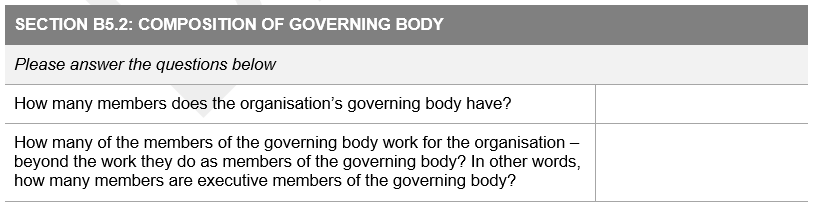 SECTION B5.2: COMPOSITION OF GOVERNING BODY
Please answer the questions below
How many members does the organisation's governing body have?
How many of the members of the governing body work for the organisation –
beyond the work they do as members of the governing body? In other words,
how many members are executive members of the governing body?